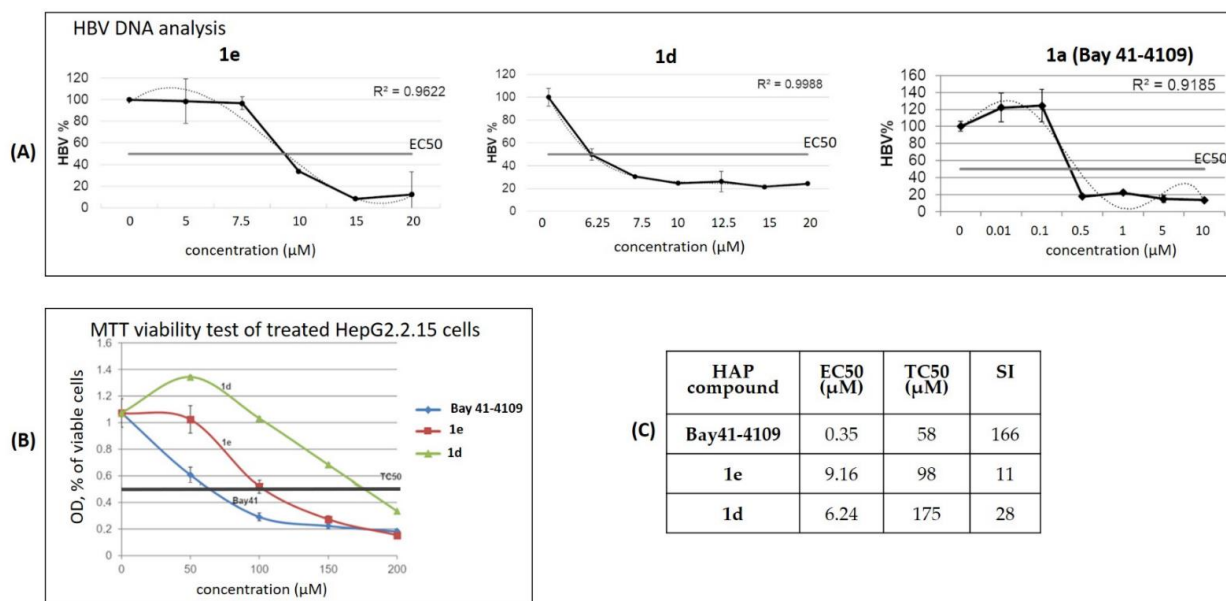 HBV DNA analysis
(A)
1e
120
100
80
60
40
20
0
HBV %
R² = 0.9622
EC50
0 5 7.5 10 15 20
concentration (µM)
1d
120
100
80
60
40
20
0
HBV %
R² = 0.9988
EC50
0 6.25 7.5 10 12.5 15 20
concentration (µM)
1a (Bay 41-4109)
160
140
120
100
80
60
40
20
0
HBV%
R² = 0.9185
EC50
0 0.01 0.1 0.5 1 5 10
concentration (µM)
(B)
MTT viability test of treated HepG2.2.15 cells
1.6
1.4
1.2
1
0.8
0.6
0.4
0.2
0
OD, % of viable cells
1d
1e
Bay41
TC50
0 50 100 150 200
concentration (µM)
Bay 41-4109
1e
1d
(C)
HAP compound EC50 (µM) TC50 (µM) SI
Bay41-4109 0.35 58 166
1e 9.16 98 11
1d 6.24 175 28